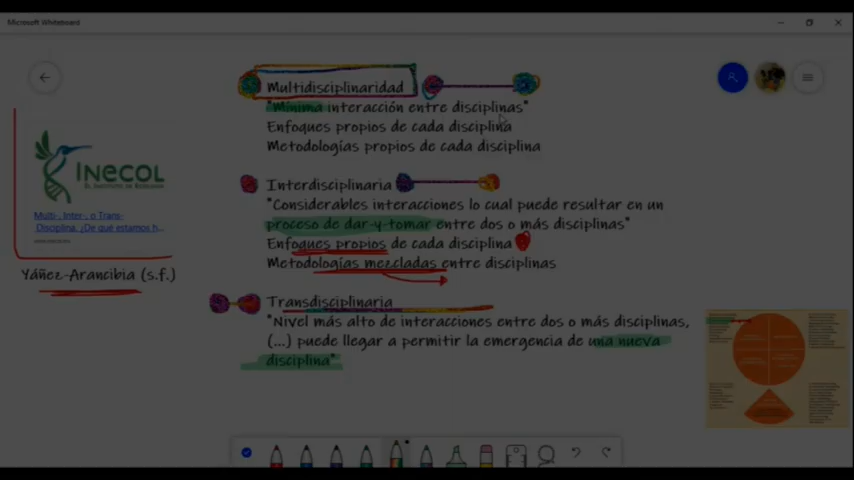 Microsoft Whiteboard
Multidisciplinaridad
"Mínima interacción entre disciplinas"
Enfoques propios de cada disciplina
Metodologías propios de cada disciplina
Inecol
Multi-, Inter-, o Trans-
Disciplina. ¿De qué estamos h...
Yáñez-Arancibia (s.f.)
Interdisciplinaria
"Considerables interacciones lo cual puede resultar en un
proceso de dar-y-tomar entre dos o más disciplinas"
Enfoques propios de cada disciplina
Metodologías mezcladas entre disciplinas
Transdisciplinaria
"Nivel más alto de interacciones entre dos o más disciplinas,
(...) puede llegar a permitir la emergencia de una nueva
disciplina"